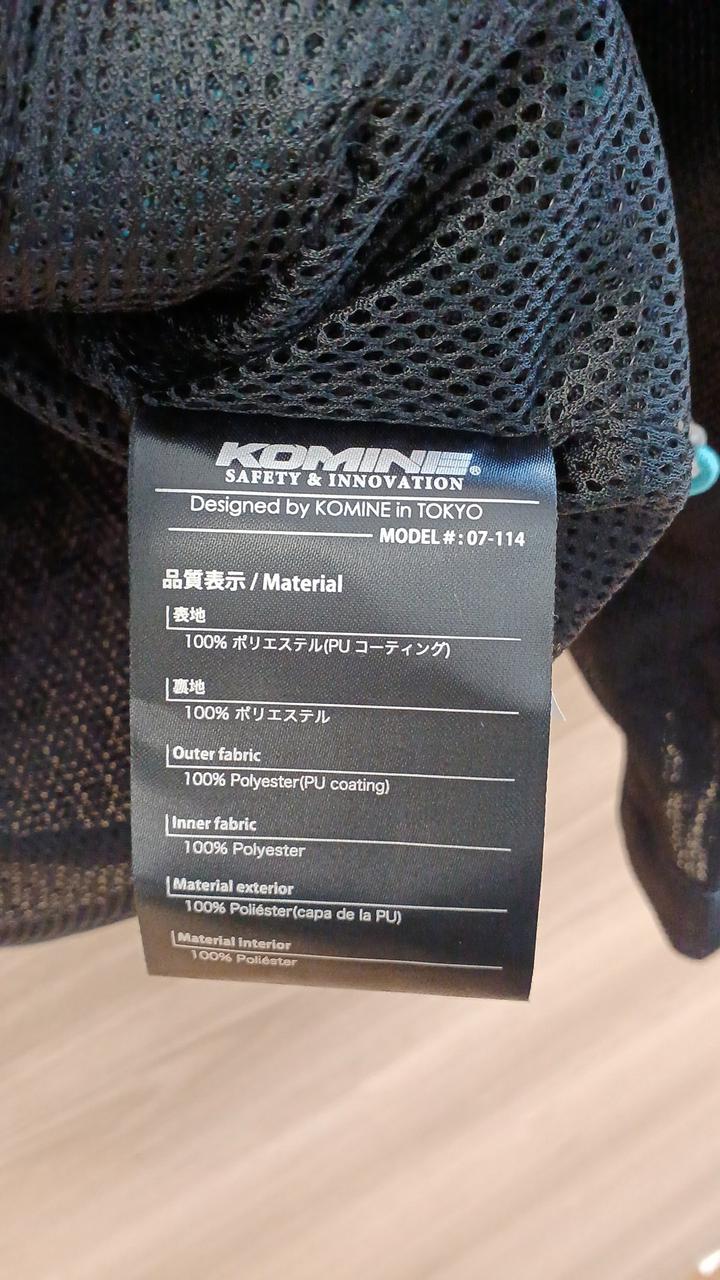 KOMINE®
SAFETY & INNOVATION
Designed by KOMINE in TOKYO
MODEL#:07-114
品質表示 / Material
表地
100% ポリエステル(PU コーティング)
裏地
100% ポリエステル
Outer fabric
100% Polyester(PU coating)
Inner fabric
100% Polyester
Material exterior
100% Poliéster(capa de la PU)
Material interior
100% Poliéster